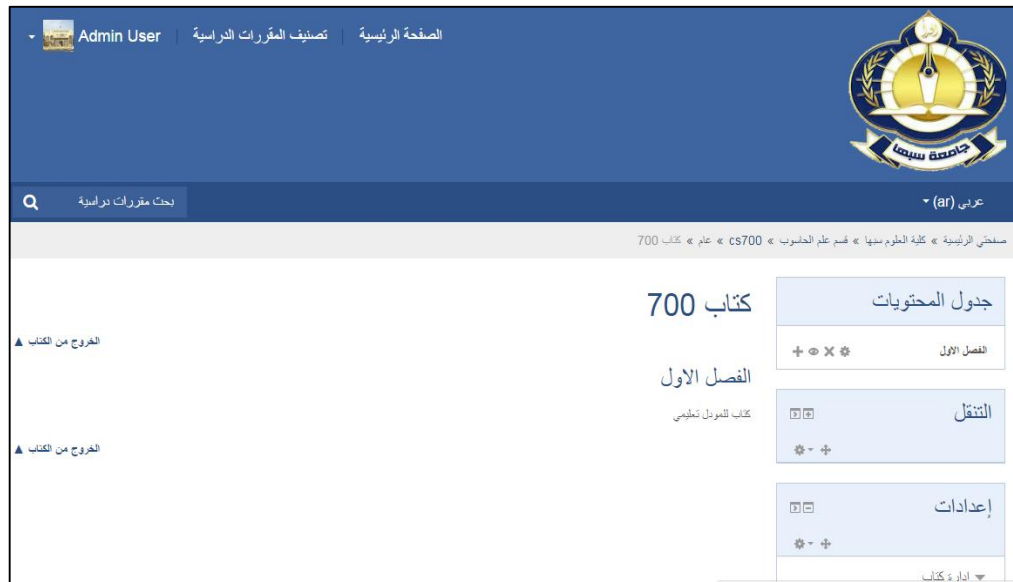 الصفحة الرئيسية تصنيف المقررات الدراسية Admin User
جامعة سبها
عربي (ar)
بحث مقررات دراسية
صفحتي الرئيسية » كلية العلوم سبها » قسم علم الحاسوب » cs700 » عام » كتاب 700
جدول المحتويات
الفصل الاول
التنقل
إعدادات
ادارة كتاب
كتاب 700
الخروج من الكتاب ▲
الفصل الاول
كتاب للمودل تعليمي
الخروج من الكتاب ▲